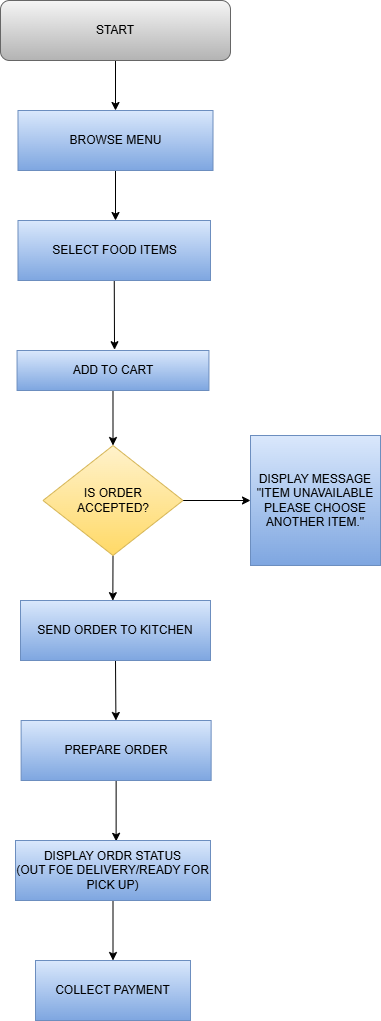 START
BROWSE MENU
SELECT FOOD ITEMS
ADD TO CART
IS ORDER
ACCEPTED?
DISPLAY MESSAGE
"ITEM UNAVAILABLE
PLEASE CHOOSE
ANOTHER ITEM."
SEND ORDER TO KITCHEN
PREPARE ORDER
DISPLAY ORDR STATUS
(OUT FOE DELIVERY/READY FOR
PICK UP)
COLLECT PAYMENT